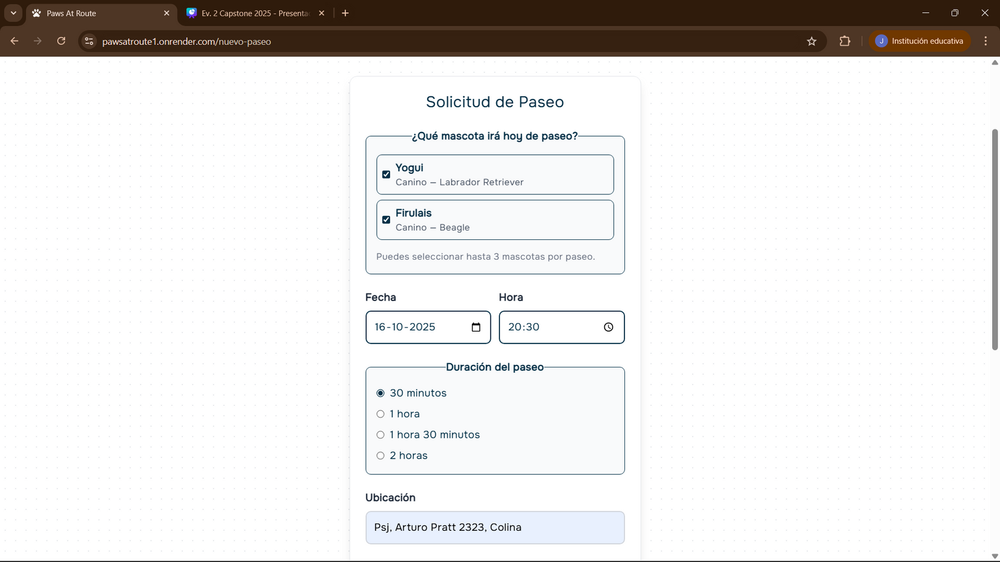 Paws At Route
Ev. 2 Capstone 2025 - Presenta
pawsatroute1.onrender.com/nuevo-paseo
J
Institución educativa
Solicitud de Paseo
¿Qué mascota irá hoy de paseo?
Yogui
Canino — Labrador Retriever
Firulais
Canino — Beagle
Puedes seleccionar hasta 3 mascotas por paseo.
Fecha
Hora
16-10-2025
20:30
Duración del paseo
30 minutos
1 hora
1 hora 30 minutos
2 horas
Ubicación
Psj, Arturo Pratt 2323, Colina